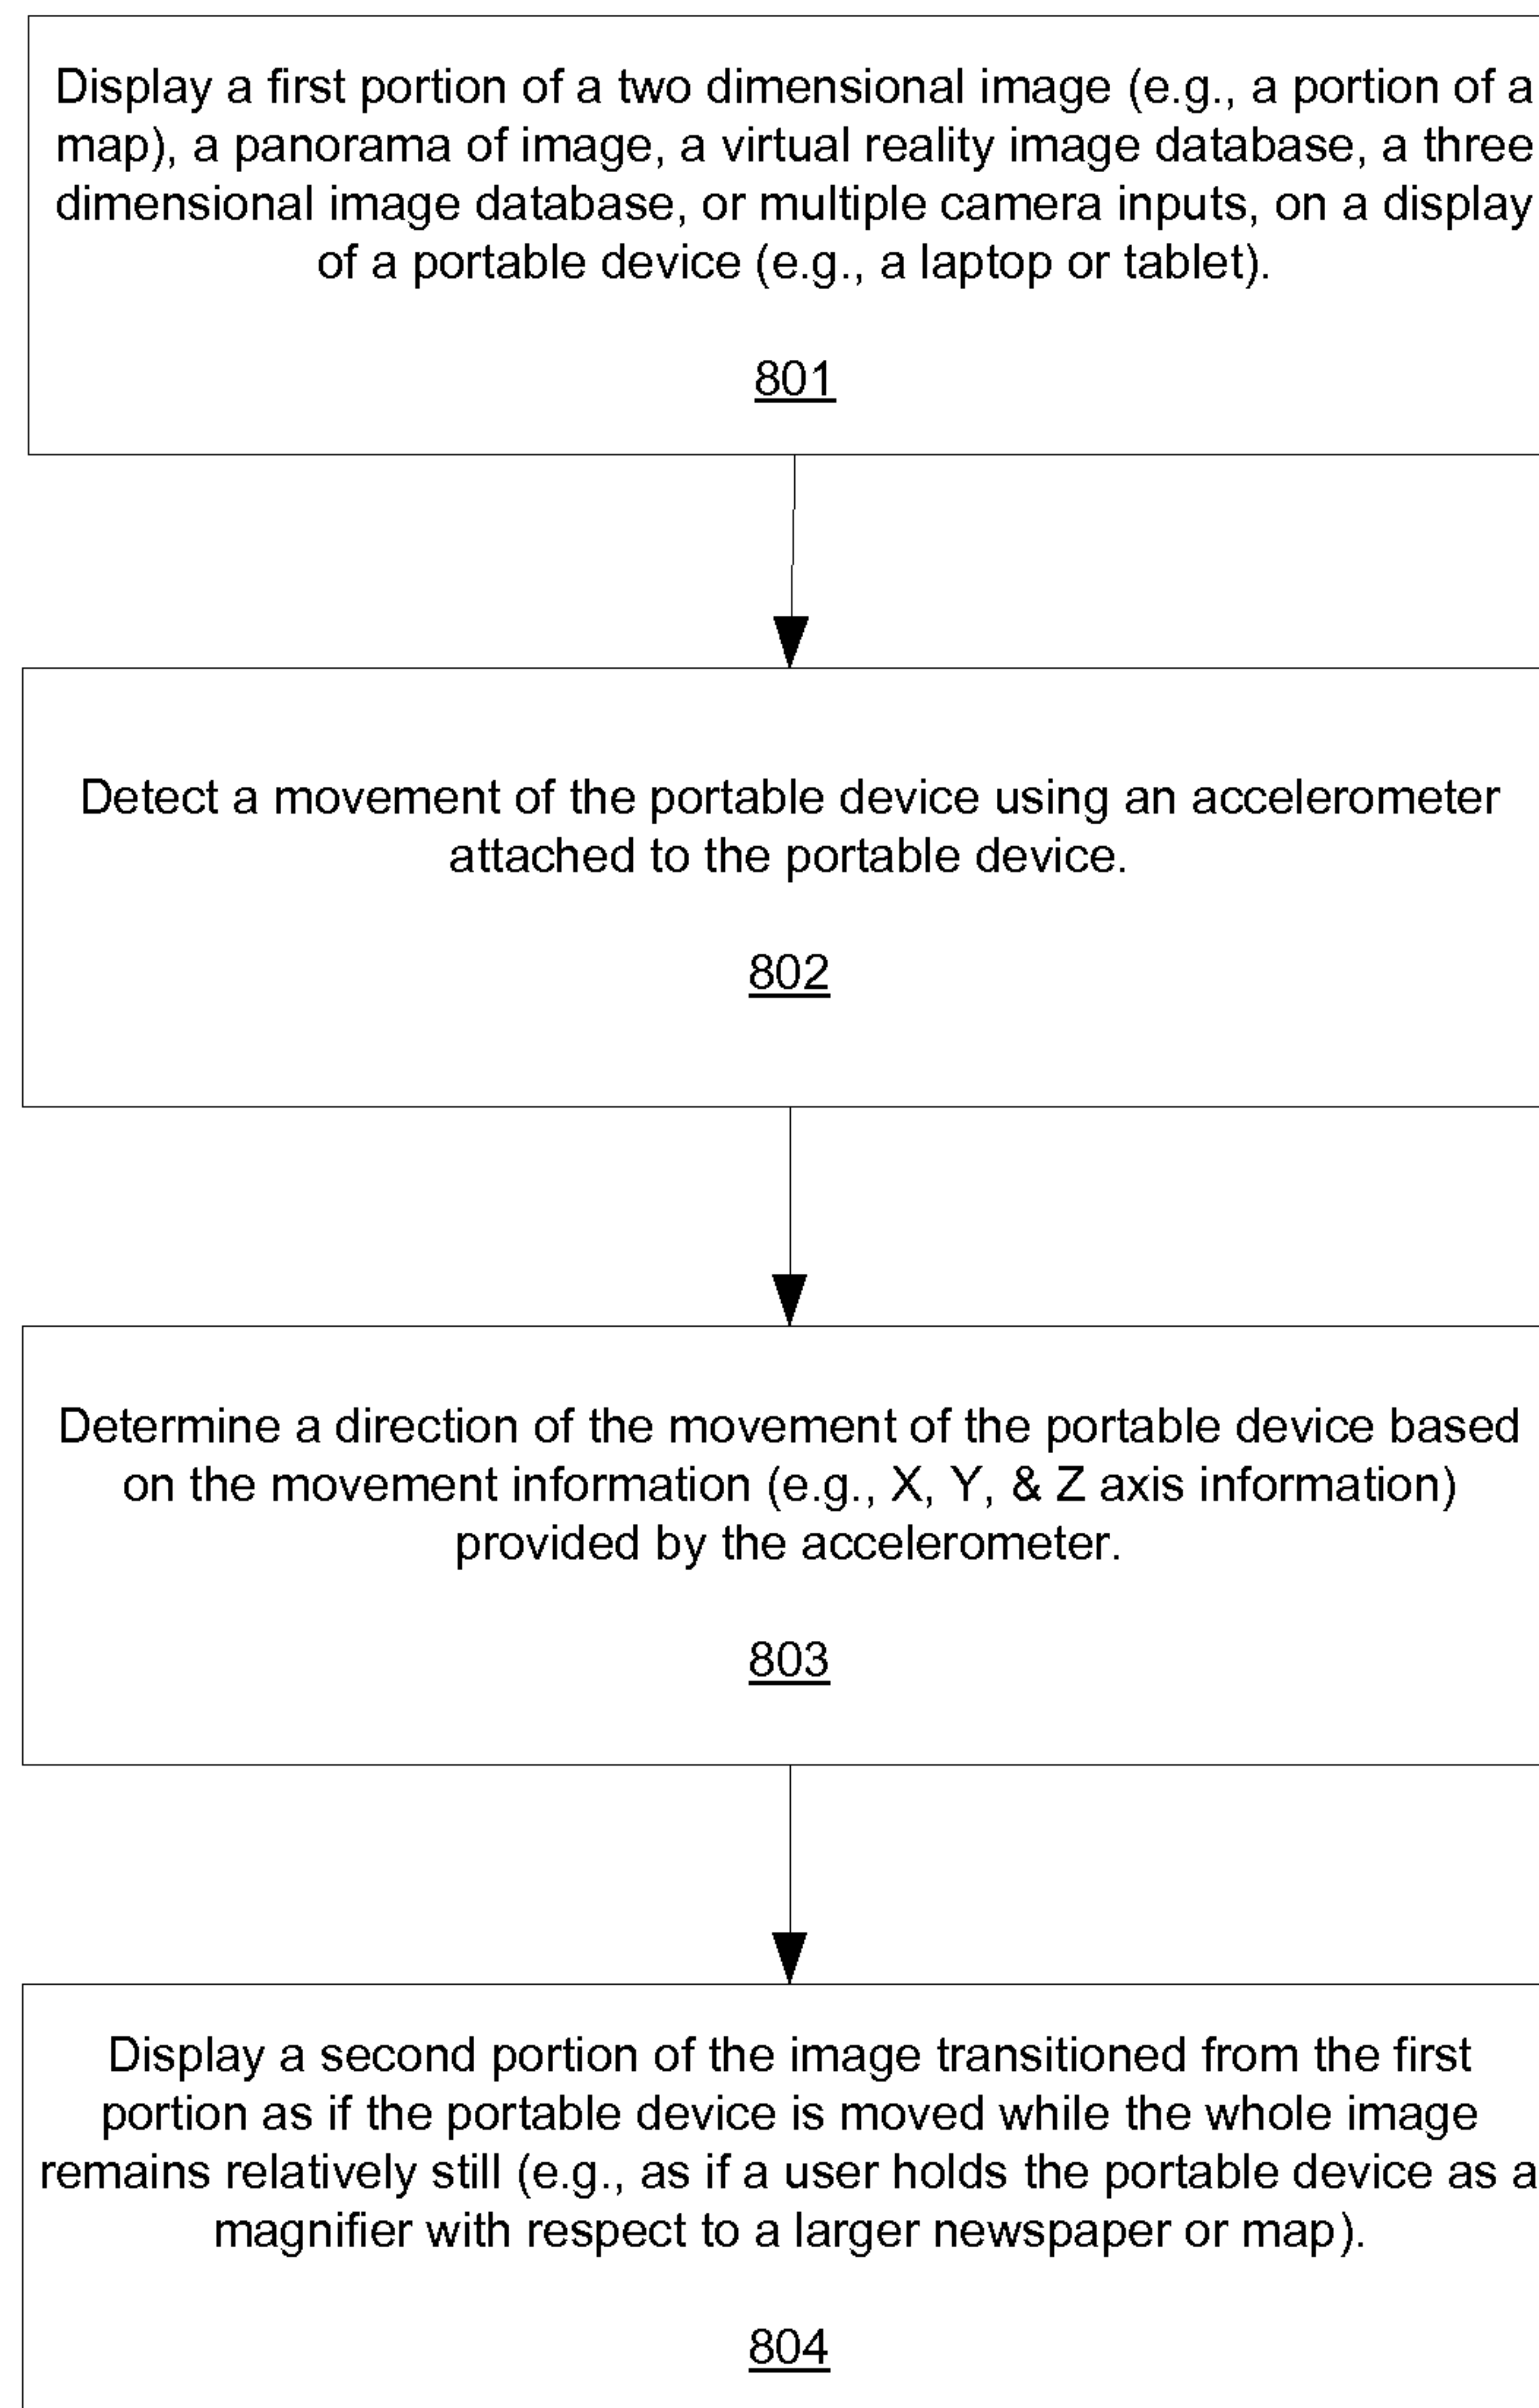 Display a first portion of a two dimensional image (e.g., a portion of a
map), a panorama of image, a virtual reality image database, a three
dimensional image database, or multiple camera inputs, on a display
of a portable device (e.g., a laptop or tablet).
801
Detect a movement of the portable device using an accelerometer
attached to the portable device.
802
Determine a direction of the movement of the portable device based
on the movement information (e.g., X, Y, & Z axis information)
provided by the accelerometer.
803
Display a second portion of the image transitioned from the first
portion as if the portable device is moved while the whole image
remains relatively still (e.g., as if a user holds the portable device as a
magnifier with respect to a larger newspaper or map).
804